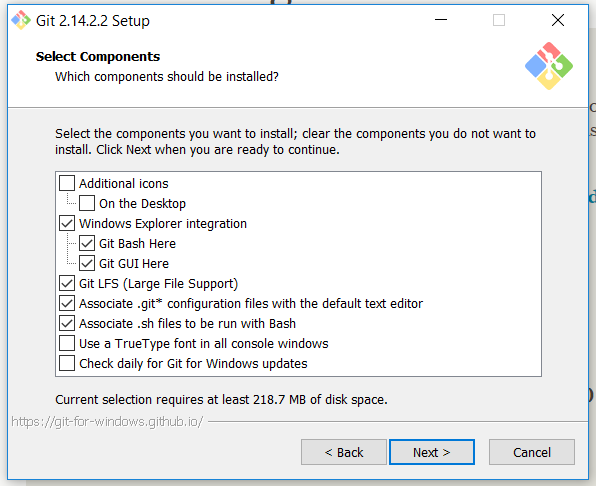 Git 2.14.2.2 Setup
Select Components
Which components should be installed?
Select the components you want to install; clear the components you do not want to
install. Click Next when you are ready to continue.
Additional icons
On the Desktop
Windows Explorer integration
Git Bash Here
Git GUI Here
Git LFS (Large File Support)
Associate .git* configuration files with the default text editor
Associate .sh files to be run with Bash
Use a TrueType font in all console windows
Check daily for Git for Windows updates
Current selection requires at least 218.7 MB of disk space.
https://git-for-windows.github.io/
< Back
Next >
Cancel